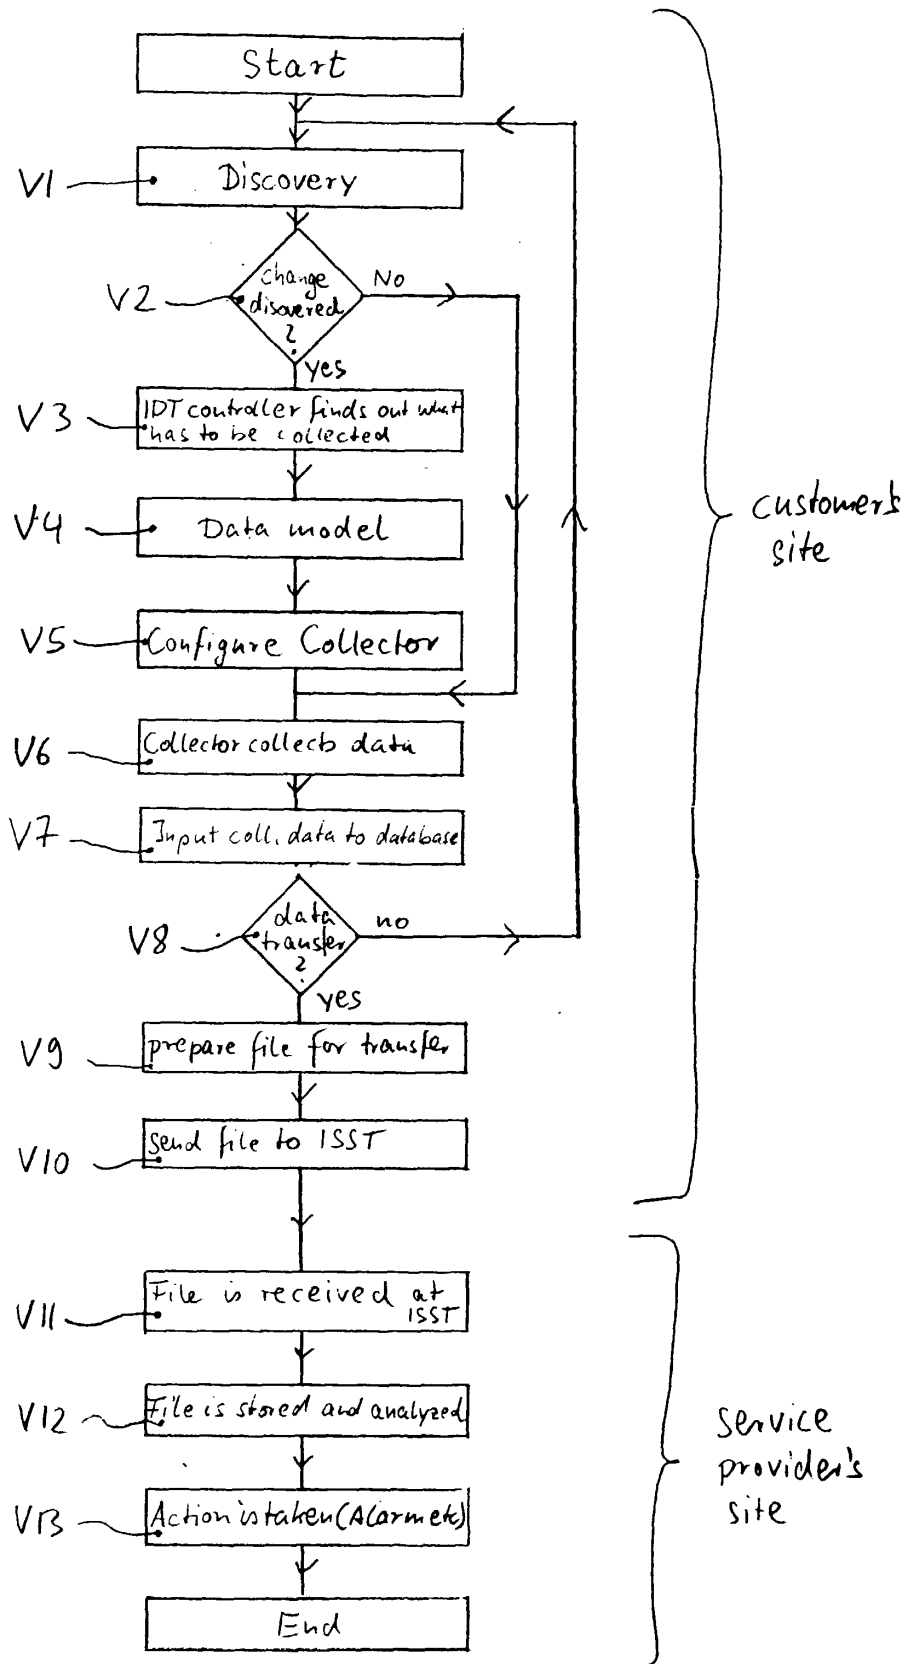 Start
V1
Discovery
V2
change
disovered
?
No
yes
V3
IDT controller finds out what
has to be collected
V4
Data model
customer's
site
V5
Configure Collector
V6
Collector collects data
V7
Input coll. data to database
V8
data
transfer
?
no
yes
V9
prepare file for transfer
V10
send file to ISST
V11
File is received at
ISST
V12
File is stored and analyzed
service
provider's
site
V13
Action is taken (Alarm etc)
End